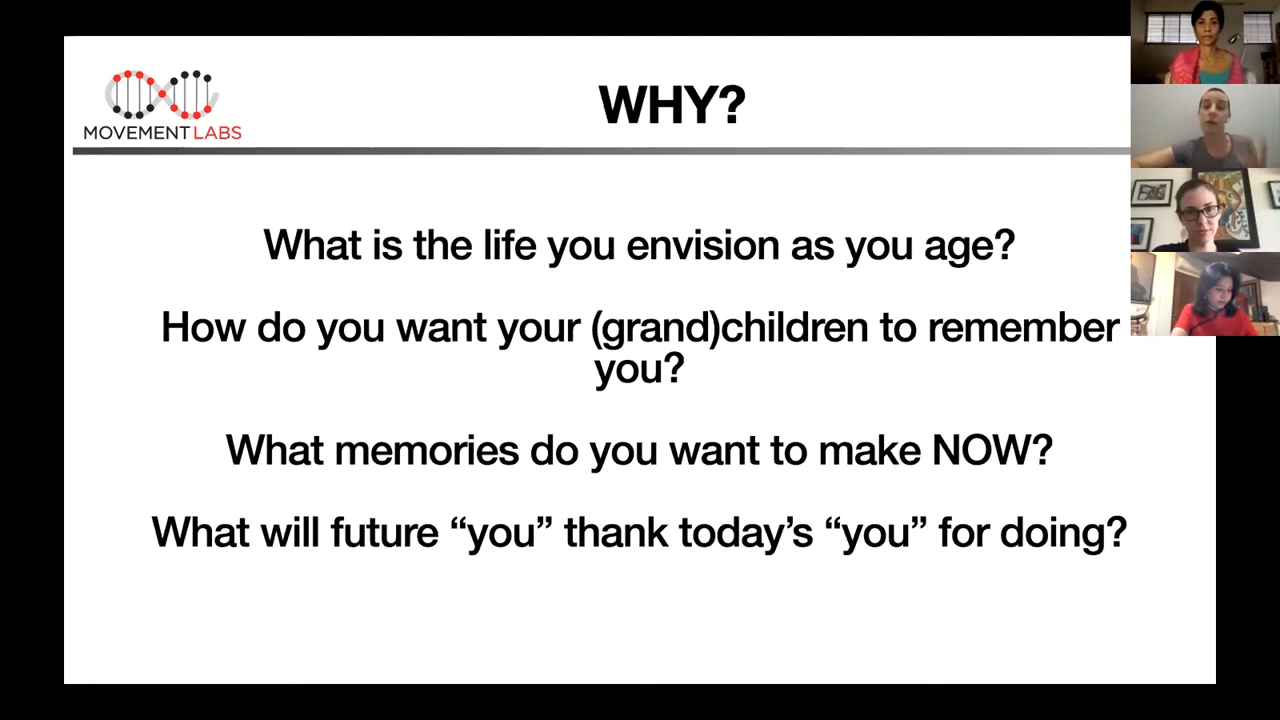 MOVEMENT LABS
WHY?
What is the life you envision as you age?
How do you want your (grand)children to remember
you?
What memories do you want to make NOW?
What will future “you” thank today’s “you” for doing?